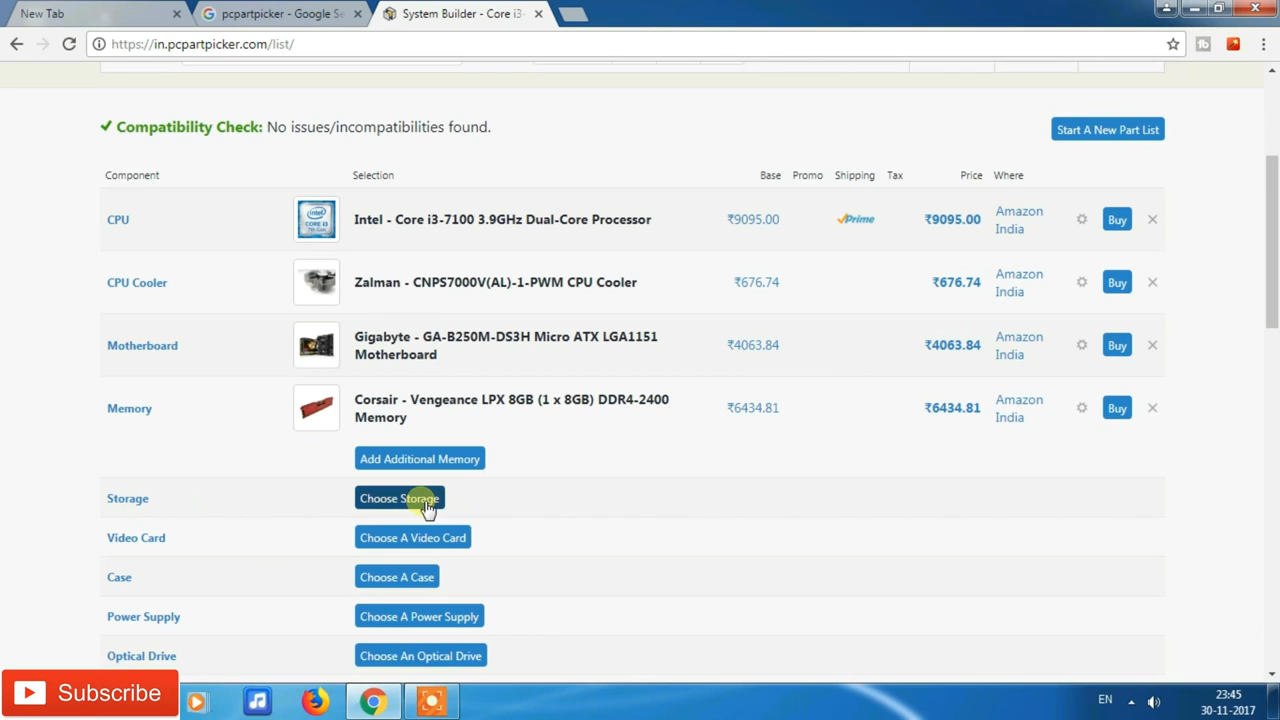 New Tab
pcpartpicker - Google Se
System Builder - Core i3-
https://in.pcpartpicker.com/list/
Compatibility Check: No issues/incompatibilities found.
Start A New Part List
Component Selection Base Promo Shipping Tax Price Where
CPU
intel
CORE i3
Intel - Core i3-7100 3.9GHz Dual-Core Processor
₹9095.00
Prime
₹9095.00
Amazon
India
Buy
CPU Cooler
Zalman - CNPS7000V(AL)-1-PWM CPU Cooler
₹676.74
₹676.74
Amazon
India
Buy
Motherboard
Gigabyte - GA-B250M-DS3H Micro ATX LGA1151
Motherboard
₹4063.84
₹4063.84
Amazon
India
Buy
Memory
Corsair - Vengeance LPX 8GB (1 x 8GB) DDR4-2400
Memory
₹6434.81
₹6434.81
Amazon
India
Buy
Add Additional Memory
Storage
Choose Storage
Video Card
Choose A Video Card
Case
Choose A Case
Power Supply
Choose A Power Supply
Optical Drive
Choose An Optical Drive
Subscribe
EN
23:45
30-11-2017